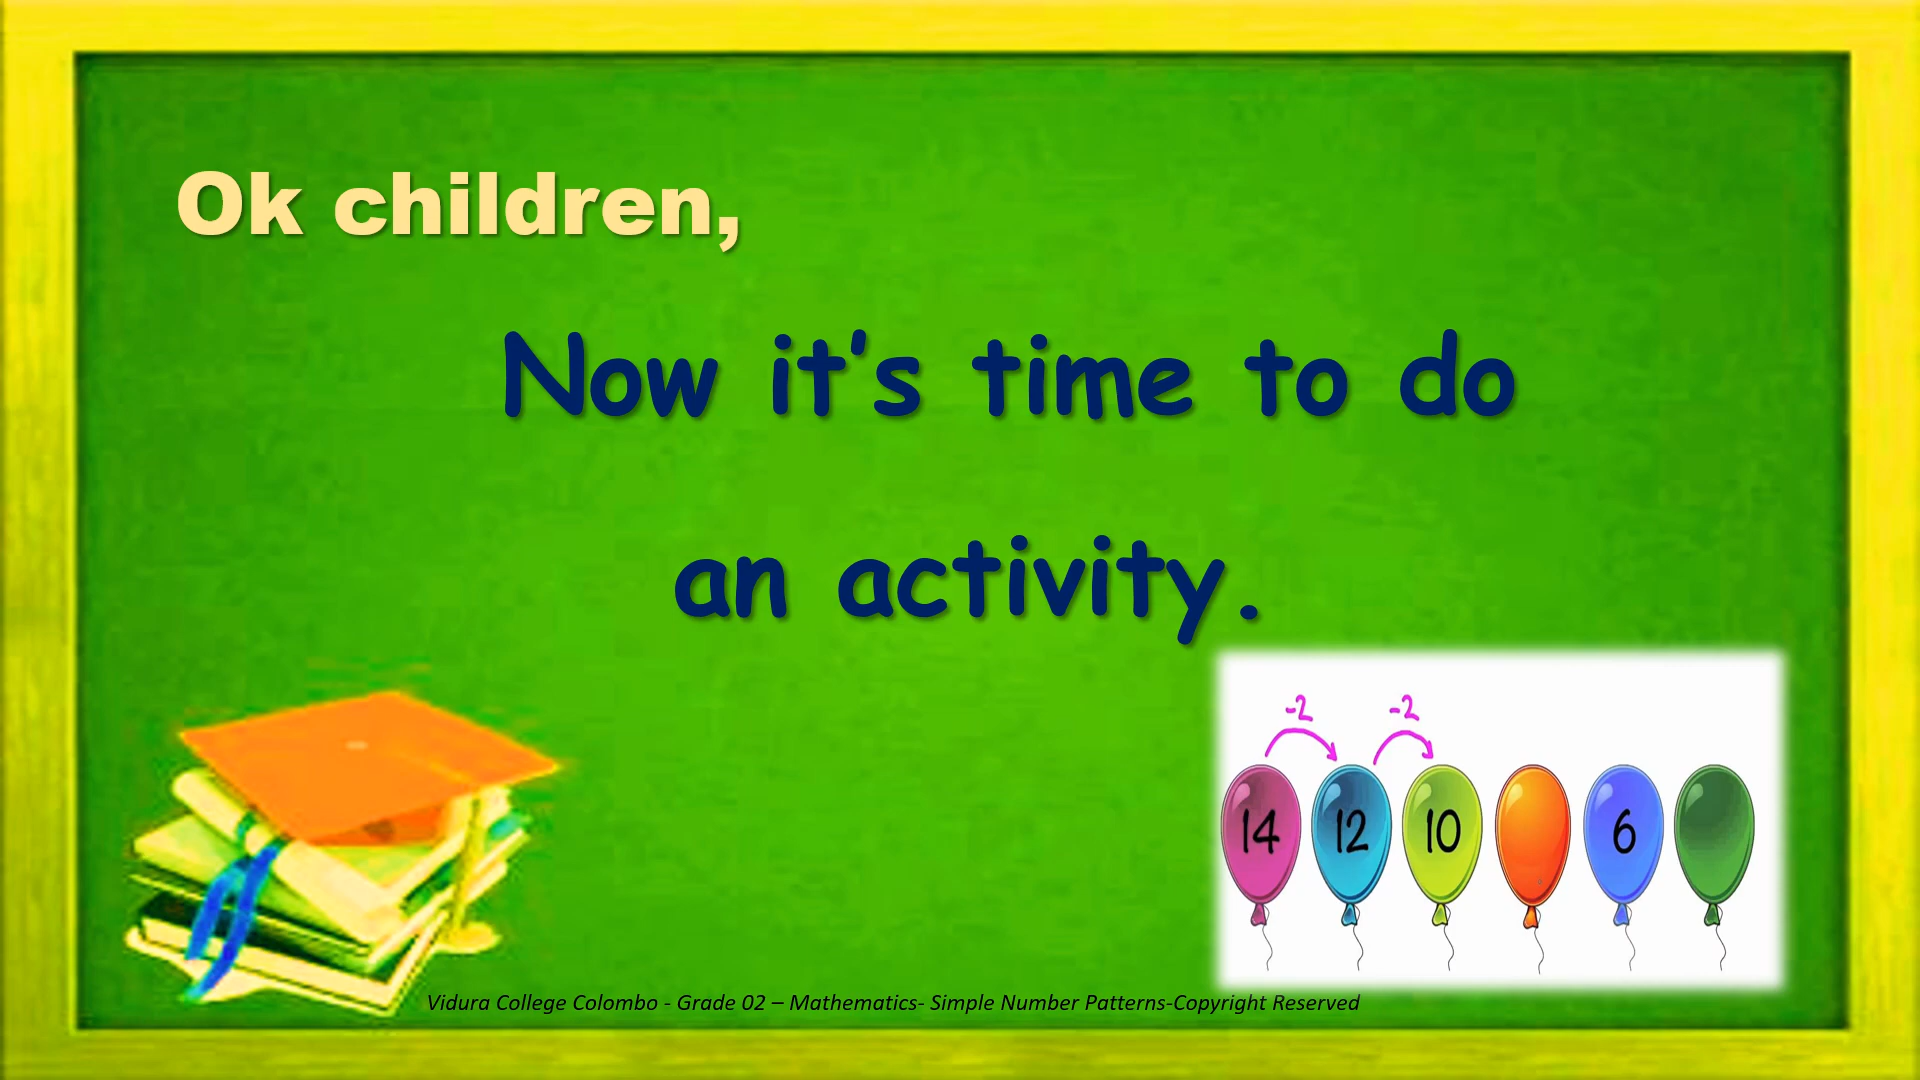 Ok children,
Now it's time to do
an activity.
-2 -2
14 12 10 6
Vidura College Colombo - Grade 02 – Mathematics- Simple Number Patterns-Copyright Reserved